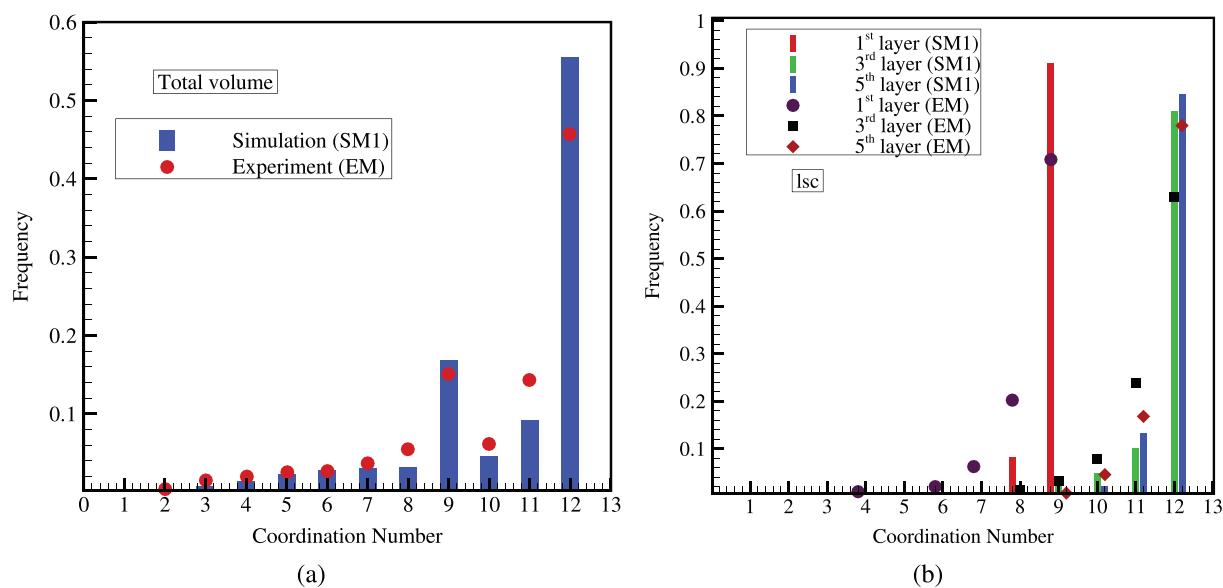 0.6
0.5
0.4
0.3
0.2
0.1
Frequency
Total volume
Simulation (SM1)
Experiment (EM)
0 1 2 3 4 5 6 7 8 9 10 11 12 13
Coordination Number
(a)
1
0.9
0.8
0.7
0.6
0.5
0.4
0.3
0.2
0.1
Frequency
1st layer (SM1)
3rd layer (SM1)
5th layer (SM1)
1st layer (EM)
3rd layer (EM)
5th layer (EM)
lsc
1 2 3 4 5 6 7 8 9 10 11 12 13
Coordination Number
(b)